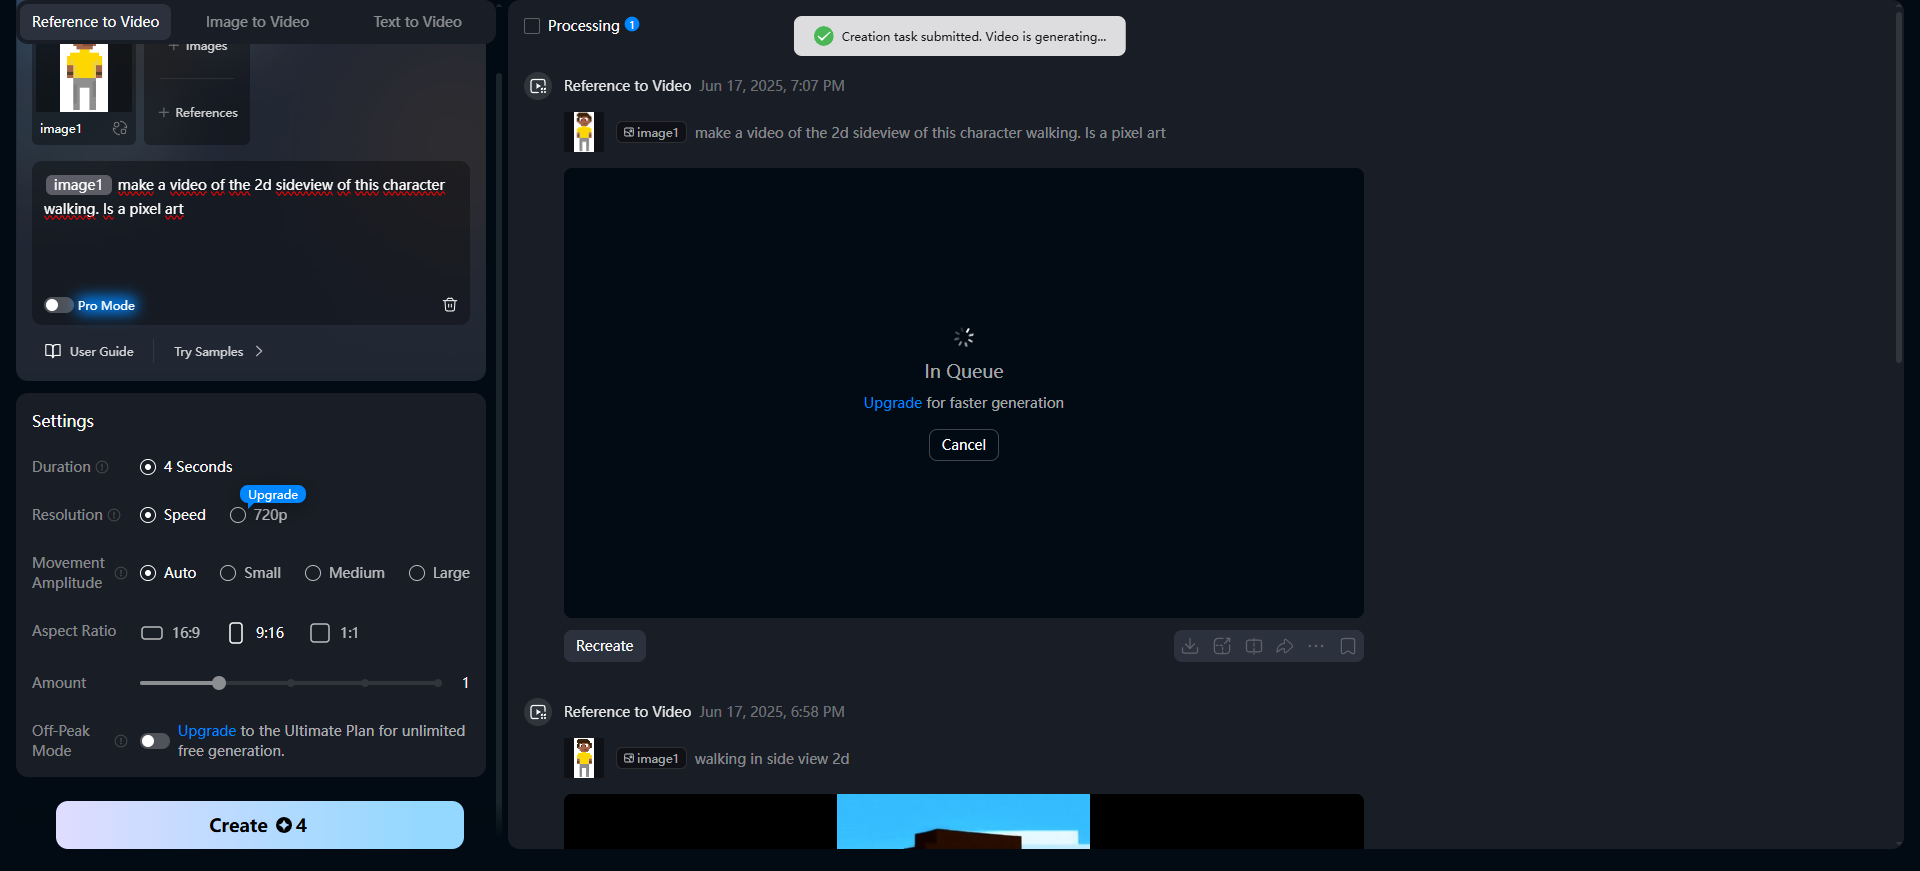 Reference to Video
Image to Video
Text to Video
+ Images
+ References
image1
image1 make a video of the 2d sideview of this character
walking. Is a pixel art
Pro Mode
User Guide
Try Samples
Settings
Duration
4 Seconds
Upgrade
Resolution
Speed
720p
Movement
Amplitude
Auto
Small
Medium
Large
Aspect Ratio
16:9
9:16
1:1
Amount
1
Off-Peak
Mode
Upgrade to the Ultimate Plan for unlimited
free generation.
Create 4
Processing 1
Creation task submitted. Video is generating...
Reference to Video Jun 17, 2025, 7:07 PM
image1 make a video of the 2d sideview of this character walking. Is a pixel art
In Queue
Upgrade for faster generation
Cancel
Recreate
Reference to Video Jun 17, 2025, 6:58 PM
image1 walking in side view 2d